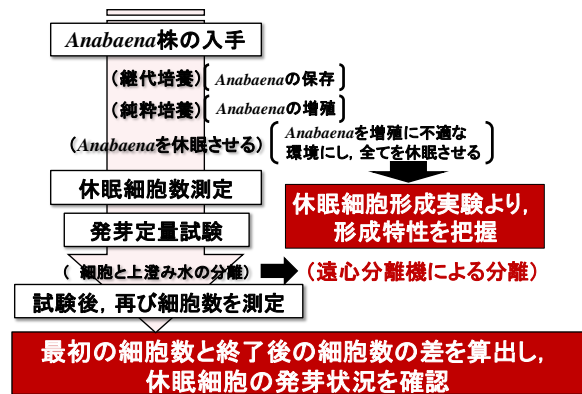 Anabaena株の入手
(継代培養) Anabaenaの保存
(純粋培養) Anabaenaの増殖
(Anabaenaを休眠させる) Anabaenaを増殖に不適な
環境にし、全てを休眠させる
休眠細胞数測定
休眠細胞形成実験より,
形成特性を把握
発芽定量試験
( 細胞と上澄み水の分離) (遠心分離機による分離)
試験後, 再び細胞数を測定
最初の細胞数と終了後の細胞数の差を算出し,
休眠細胞の発芽状況を確認